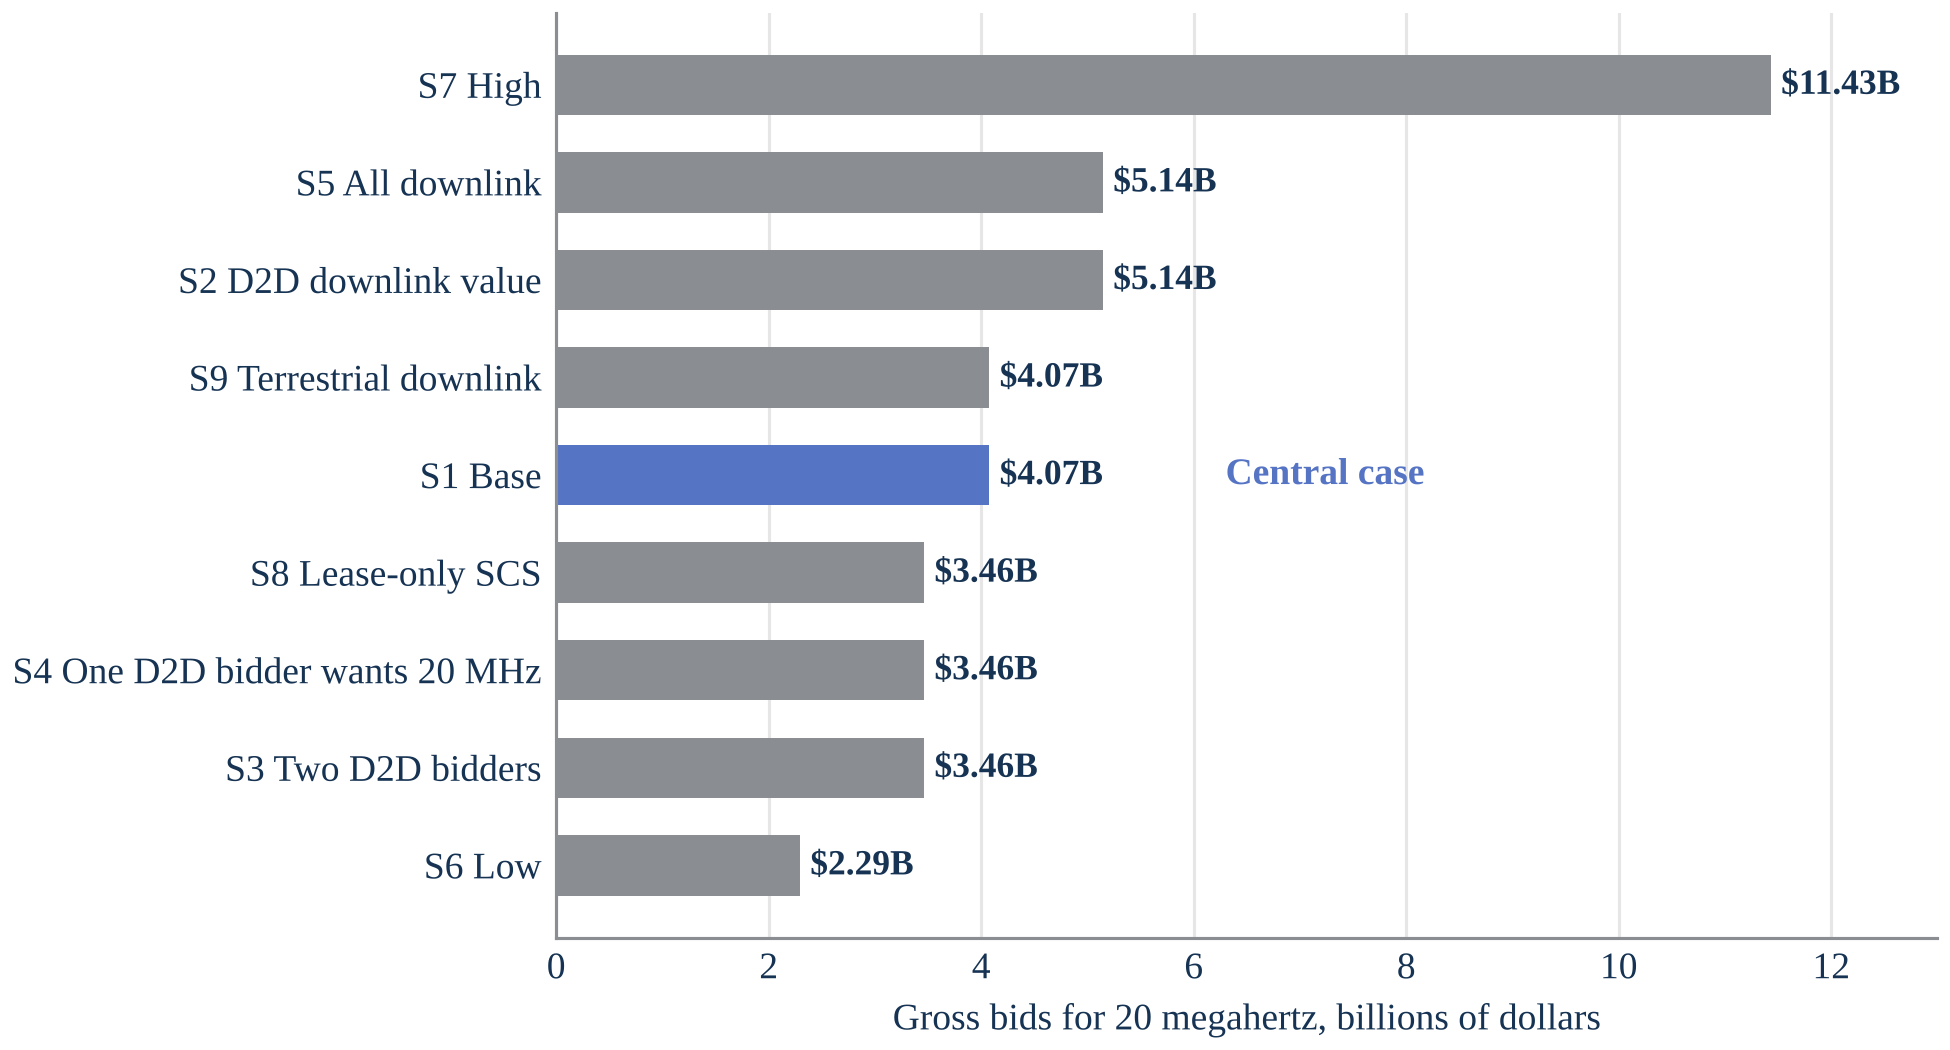 S7 High $11.43B
S5 All downlink $5.14B
S2 D2D downlink value $5.14B
S9 Terrestrial downlink $4.07B
S1 Base $4.07B Central case
S8 Lease-only SCS $3.46B
S4 One D2D bidder wants 20 MHz $3.46B
S3 Two D2D bidders $3.46B
S6 Low $2.29B
0 2 4 6 8 10 12
Gross bids for 20 megahertz, billions of dollars